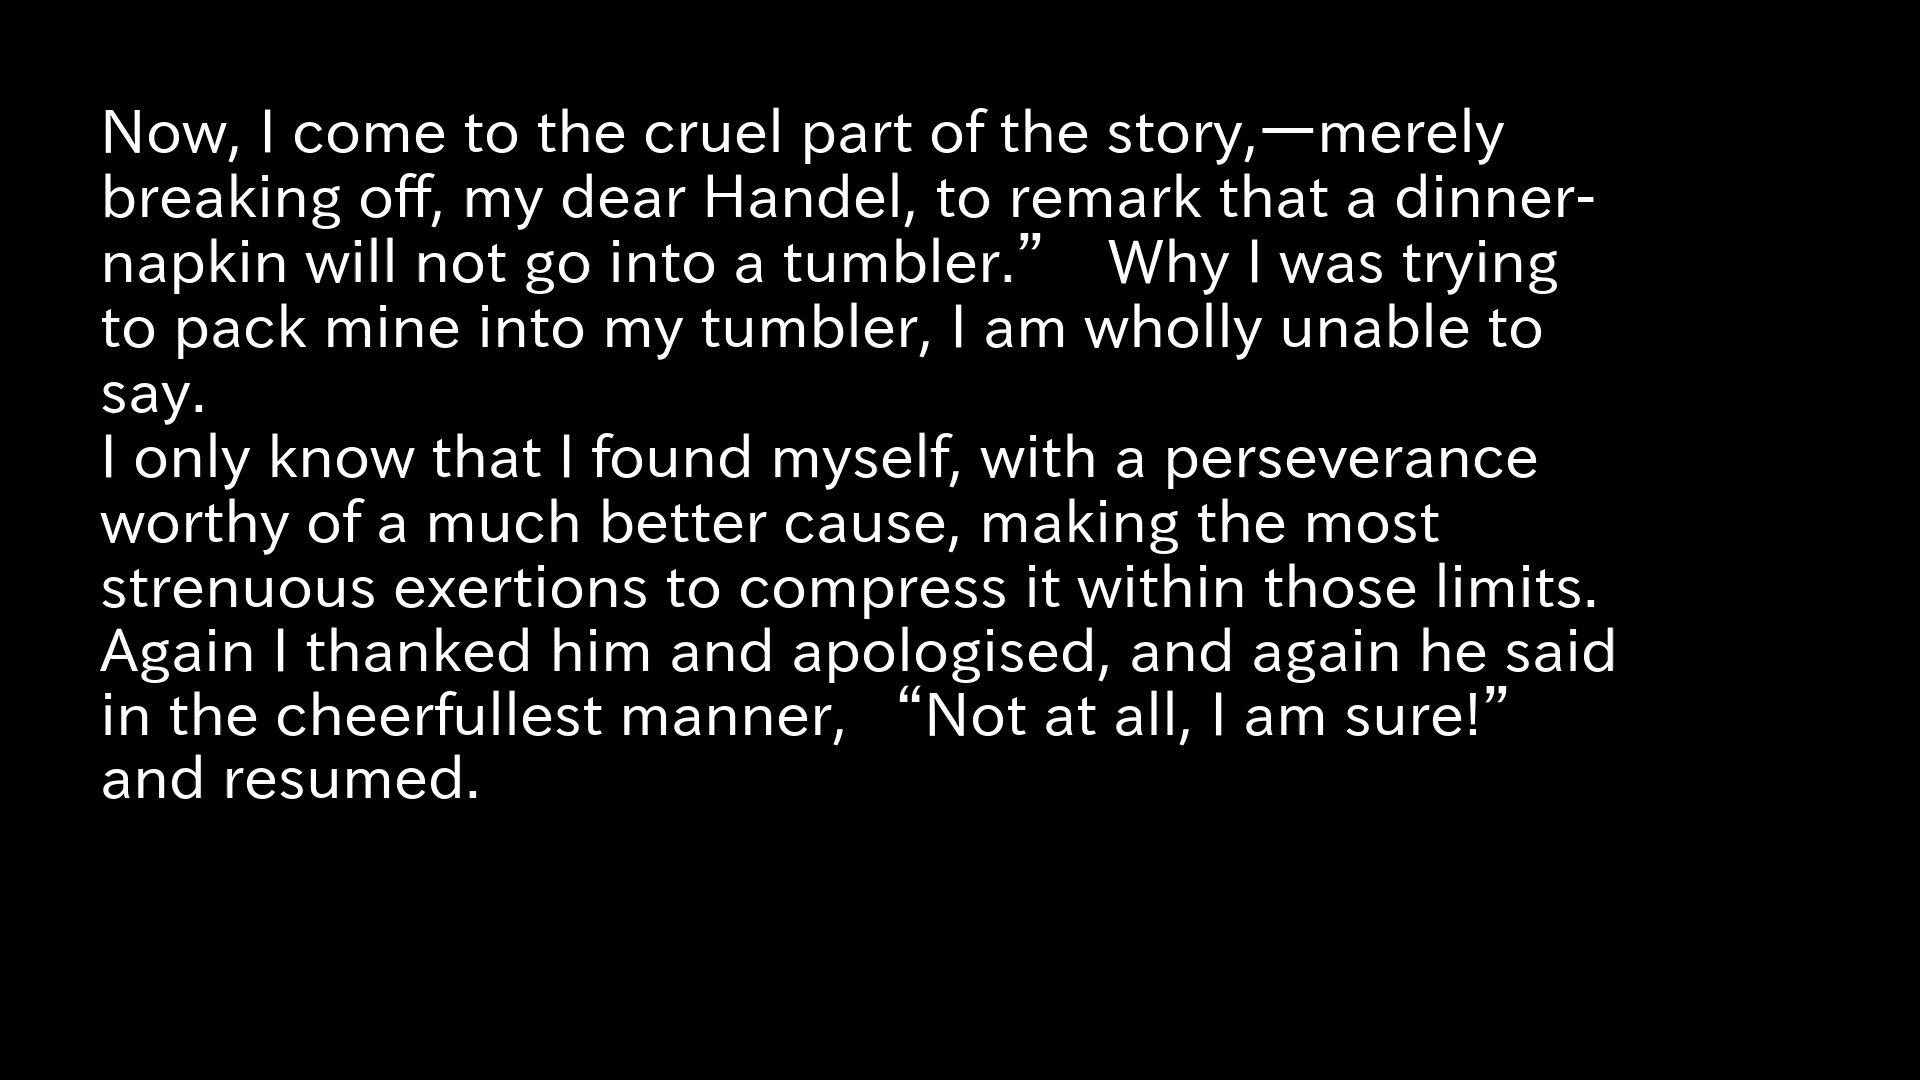 Now, I come to the cruel part of the story,—merely
breaking off, my dear Handel, to remark that a dinner-
napkin will not go into a tumbler.” Why I was trying
to pack mine into my tumbler, I am wholly unable to
say.
I only know that I found myself, with a perseverance
worthy of a much better cause, making the most
strenuous exertions to compress it within those limits.
Again I thanked him and apologised, and again he said
in the cheerfullest manner, “Not at all, I am sure!”
and resumed.